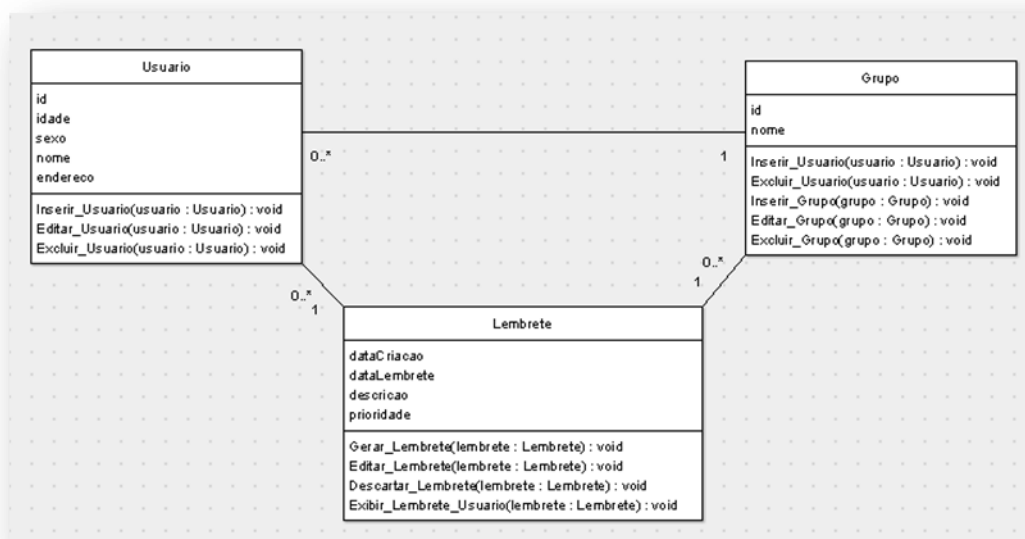 Usuario
id
idade
sexo
nome
endereco
Inserir_Usuario(usuario : Usuario) : void
Editar_Usuario(usuario : Usuario) : void
Excluir_Usuario(usuario : Usuario) : void
0..*
1
Grupo
id
nome
Inserir_Usuario(usuario : Usuario) : void
Excluir_Usuario(usuario : Usuario) : void
Inserir_Grupo(grupo : Grupo) : void
Editar_Grupo(grupo : Grupo) : void
Excluir_Grupo(grupo : Grupo) : void
0..*
1
0..*
1
Lembrete
dataCriacao
dataLembrete
descricao
prioridade
Gerar_Lembrete(lembrete : Lembrete) : void
Editar_Lembrete(lembrete : Lembrete) : void
Descartar_Lembrete(lembrete : Lembrete) : void
Exibir_Lembrete_Usuario(lembrete : Lembrete) : void